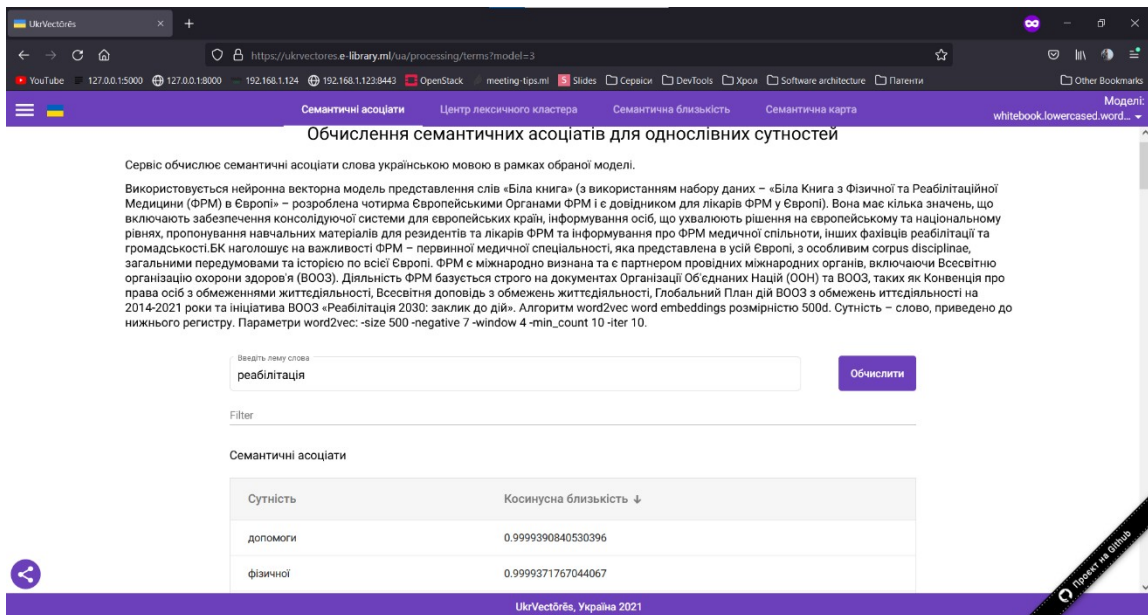 UkrVectōrēs
https://ukrvectores.e-library.ml/ua/processing/terms?model=3
YouTube 127.0.0.1:5000 127.0.0.1:8000 192.168.1.124 192.168.1.123:8443 OpenStack meeting-tips.ml S Slides Сервіси DevTools Хрол Software architecture Патенти Other Bookmarks
Семантичні асоціати Центр лексичного кластера Семантична близькість Семантична карта Моделі:
whitebook.lowercased.word...
Обчислення семантичних асоціатів для однослівних сутностей
Сервіс обчислює семантичні асоціати слова українською мовою в рамках обраної моделі.
Використовується нейронна векторна модель представлення слів «Біла книга» (з використанням набору даних – «Біла Книга з Фізичної та Реабілітаційної
Медицини (ФРМ) в Європі» – розроблена чотирма Європейськими Органами ФРМ і є довідником для лікарів ФРМ у Європі). Вона має кілька значень, що
включають забезпечення консолідуючої системи для європейських країн, інформування осіб, що ухвалюють рішення на європейському та національному
рівнях, пропонування навчальних матеріалів для резидентів та лікарів ФРМ та інформування про ФРМ медичної спільноти, інших фахівців реабілітації та
громадськості.БК наголошує на важливості ФРМ – первинної медичної спеціальності, яка представлена в усій Європі, з особливим corpus disciplinae,
загальними передумовами та історією по всієї Європі. ФРМ є міжнародно визнана та є партнером провідних міжнародних органів, включаючи Всесвітню
організацію охорони здоров'я (ВООЗ). Діяльність ФРМ базується строго на документах Організації Об'єднаних Націй (ООН) та ВООЗ, таких як Конвенція про
права осіб з обмеженнями життєдіяльності, Всесвітня доповідь з обмежень життєдіяльності, Глобальний План дій ВООЗ з обмежень иттєдіяльності на
2014-2021 роки та ініціатива ВООЗ «Реабілітація 2030: заклик до дій». Алгоритм word2vec word embeddings розмірністю 500d. Сутність – слово, приведено до
нижнього регистру. Параметри word2vec: -size 500 -negative 7 -window 4 -min_count 10 -iter 10.
Введіть лему слова
реабілітація
Обчислити
Filter
Семантичні асоціати
Сутність Косинусна близькість
допомоги 0.9999390840530396
фізичної 0.9999371767044067
Проєкт на Github
UkrVectōrēs, Україна 2021